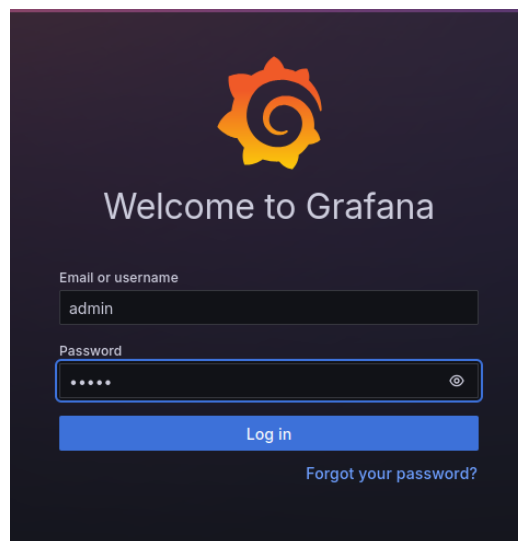 Welcome to Grafana
Email or username
admin
Password
•••••
Log in
Forgot your password?